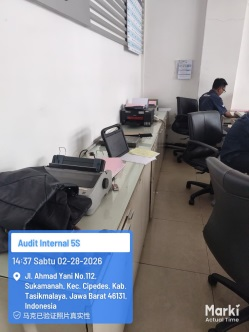 Audit Internal 5S
14:37 Sabtu 02-28-2026
Jl. Ahmad Yani No.112,
Sukamanah, Kec. Cipedes, Kab.
Tasikmalaya, Jawa Barat 46131,
Indonesia
马克已验证照片真实性
Marki
Actual Time